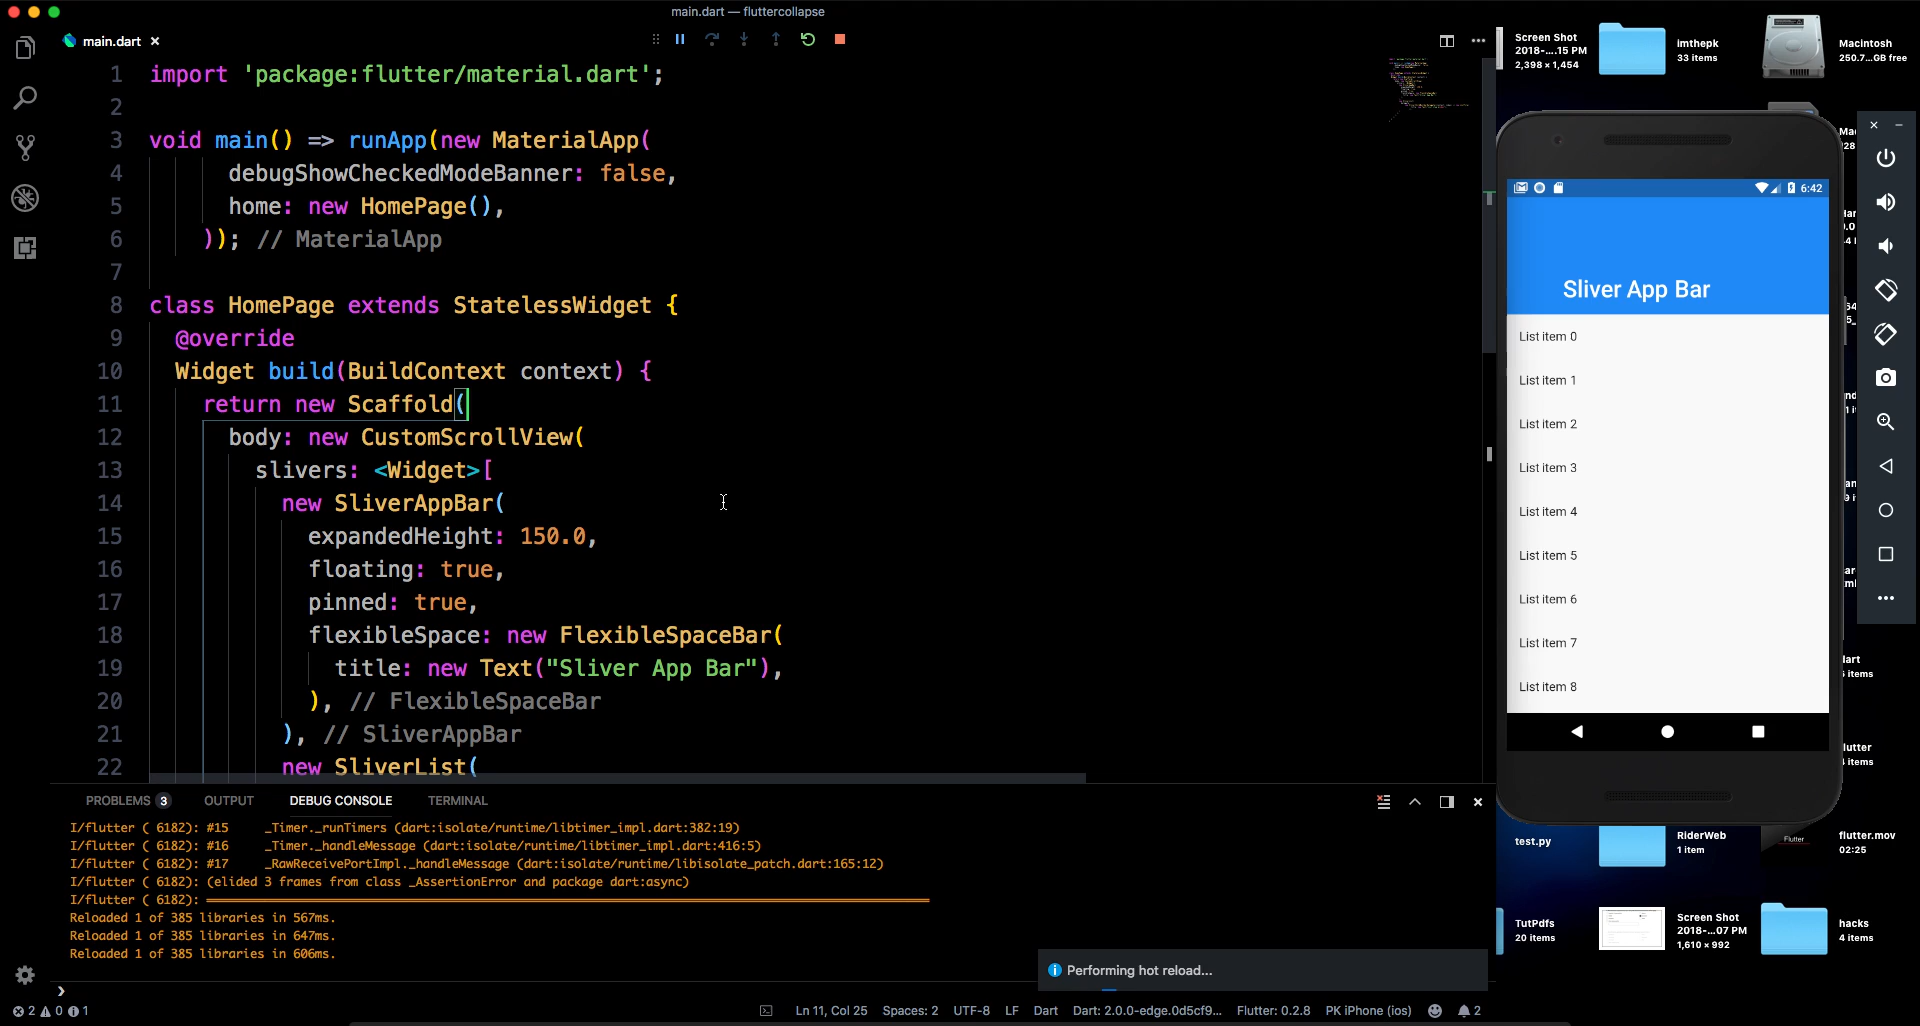 main.dart — fluttercollapse
main.dart ×
1 import 'package:flutter/material.dart';
2
3 void main() => runApp(new MaterialApp(
4 debugShowCheckedModeBanner: false,
5 home: new HomePage(),
6 )); // MaterialApp
7
8 class HomePage extends StatelessWidget {
9 @override
10 Widget build(BuildContext context) {
11 return new Scaffold(
12 body: new CustomScrollView(
13 slivers: <Widget>[
14 new SliverAppBar(
15 expandedHeight: 150.0,
16 floating: true,
17 pinned: true,
18 flexibleSpace: new FlexibleSpaceBar(
19 title: new Text("Sliver App Bar"),
20 ), // FlexibleSpaceBar
21 ), // SliverAppBar
22 new SliverList(
PROBLEMS 3 OUTPUT DEBUG CONSOLE TERMINAL
I/flutter ( 6182): #15 _Timer._runTimers (dart:isolate/runtime/libtimer_impl.dart:382:19)
I/flutter ( 6182): #16 _Timer._handleMessage (dart:isolate/runtime/libtimer_impl.dart:416:5)
I/flutter ( 6182): #17 _RawReceivePortImpl._handleMessage (dart:isolate/runtime/libisolate_patch.dart:165:12)
I/flutter ( 6182): (elided 3 frames from class _AssertionError and package dart:async)
I/flutter ( 6182):
Reloaded 1 of 385 libraries in 567ms.
Reloaded 1 of 385 libraries in 647ms.
Reloaded 1 of 385 libraries in 606ms.
Performing hot reload...
2 0 1
Ln 11, Col 25 Spaces: 2 UTF-8 LF Dart Dart: 2.0.0-edge.0d5cf9... Flutter: 0.2.8 PK iPhone (ios) 2
Screen Shot
2018-....15 PM
2,398 × 1,454
imthepk
33 items
Macintosh
250.7...GB free
6:42
Sliver App Bar
List item 0
List item 1
List item 2
List item 3
List item 4
List item 5
List item 6
List item 7
List item 8
test.py
RiderWeb
1 item
Flutter
flutter.mov
02:25
TutPdfs
20 items
Screen Shot
2018-...07 PM
1,610 × 992
hacks
4 items